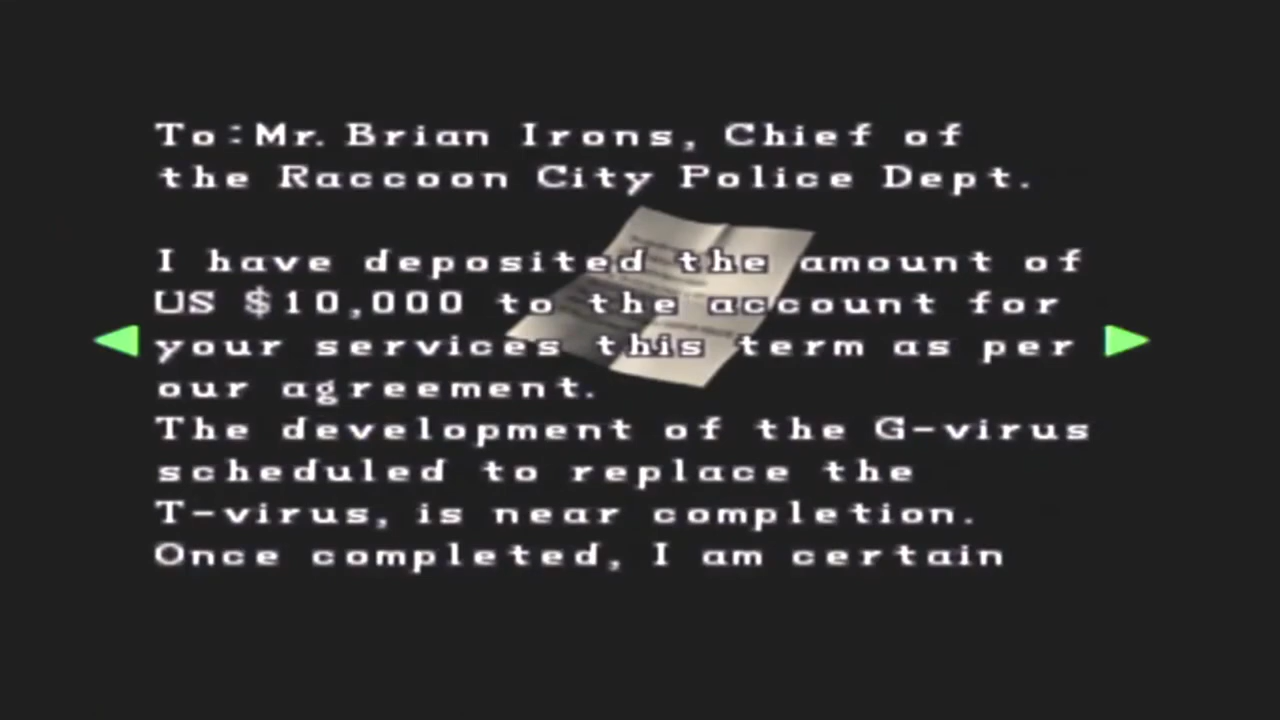 To:Mr. Brian Irons, Chief of
the Raccoon City Police Dept.
I have deposited the amount of
US $10,000 to the account for
your services this term as per
our agreement.
The development of the G-virus
scheduled to replace the
T-virus, is near completion.
Once completed, I am certain